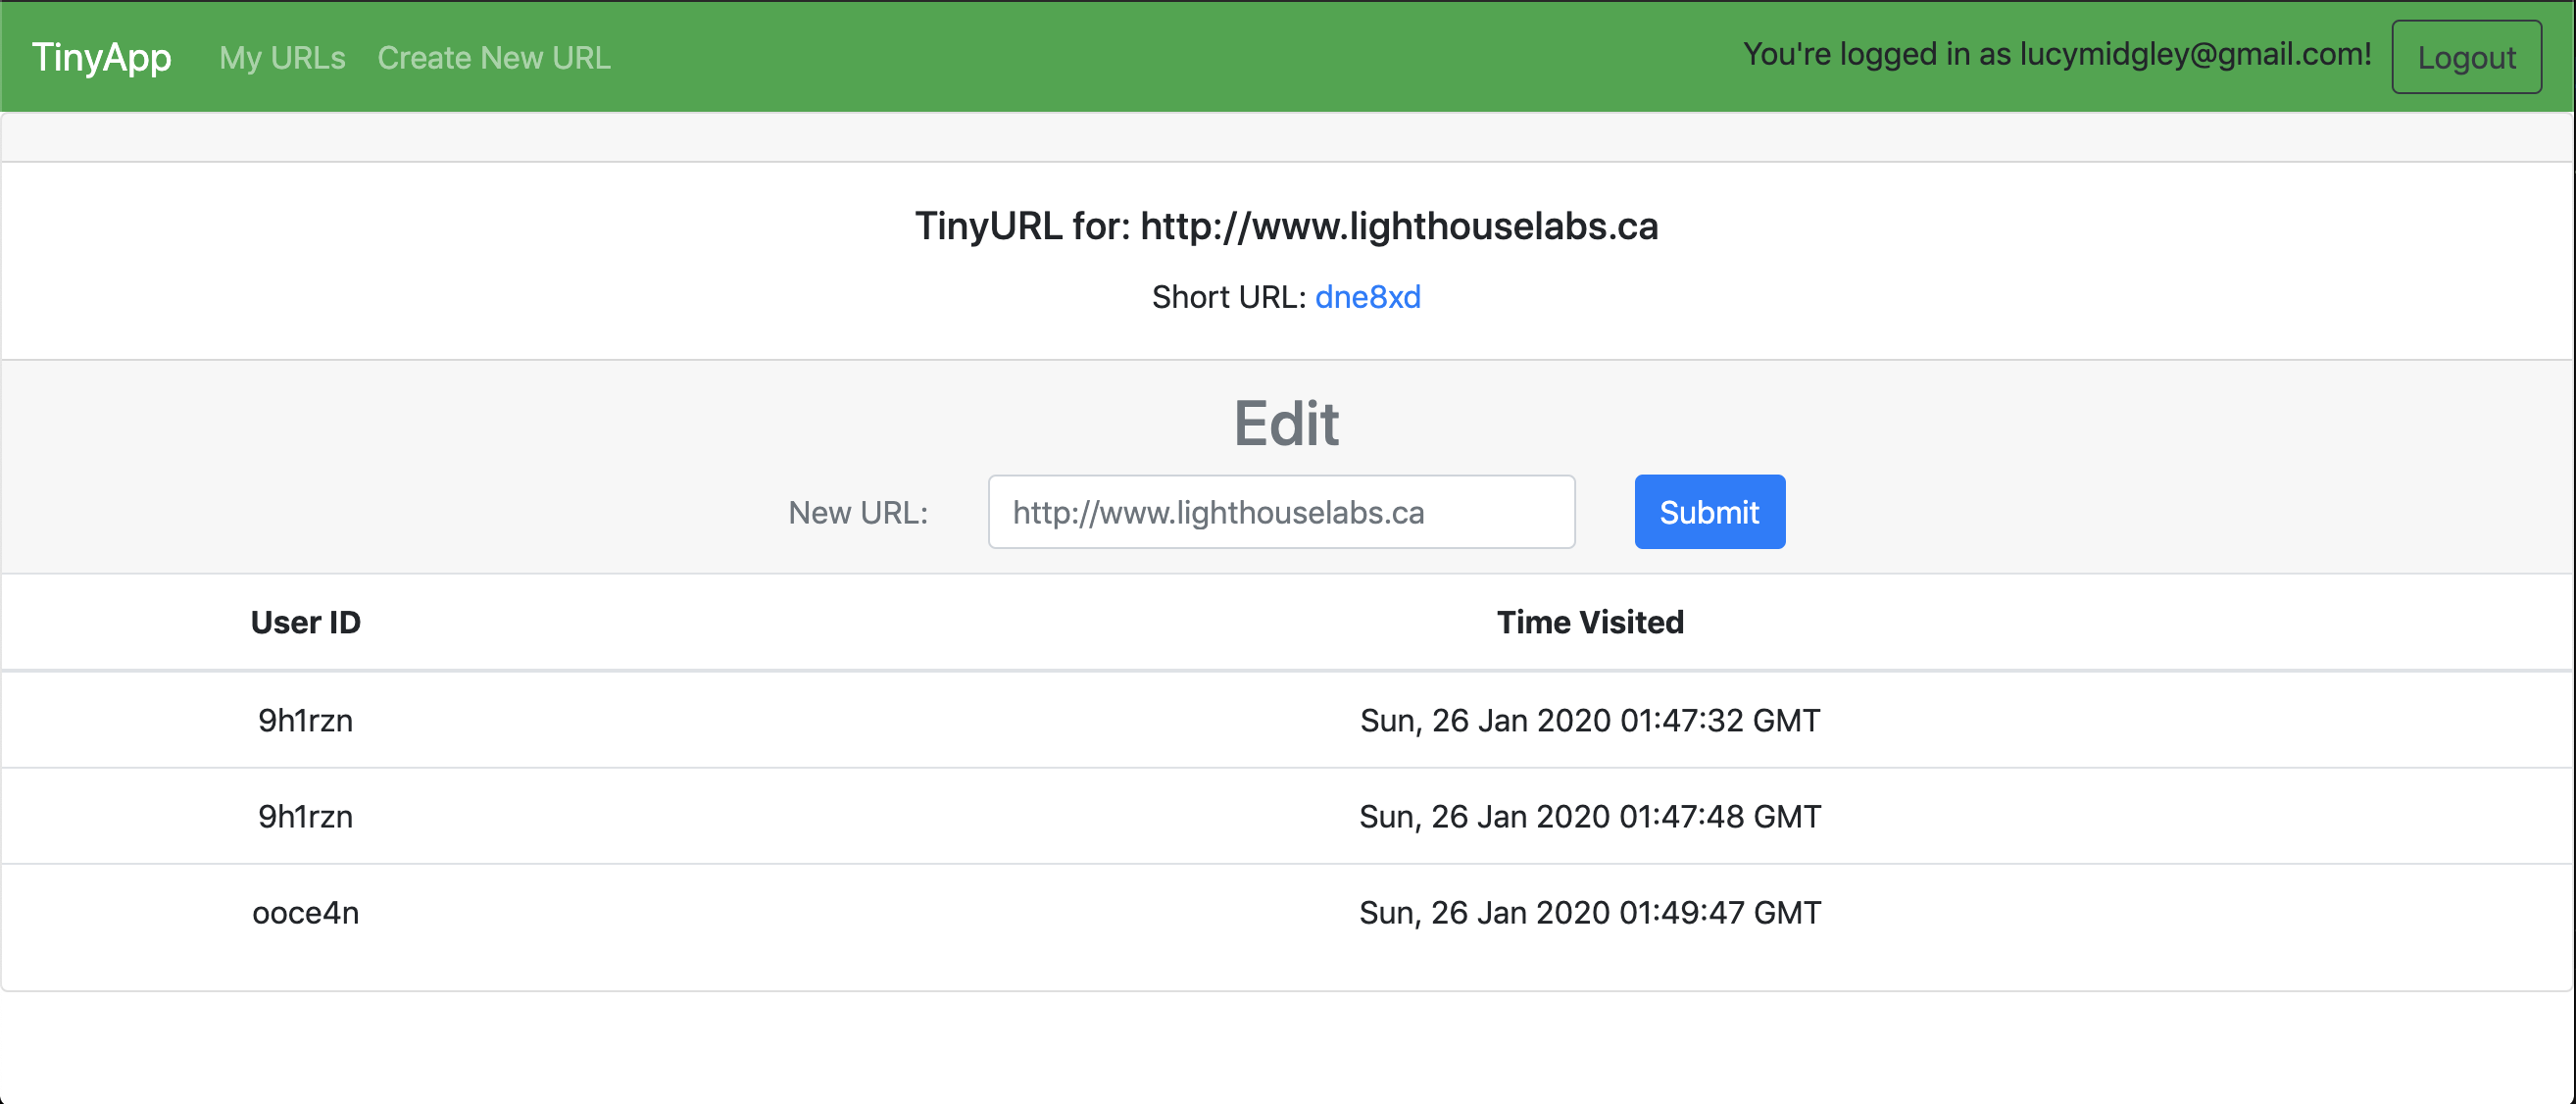 TinyApp My URLs Create New URL You're logged in as lucymidgley@gmail.com! Logout
TinyURL for: http://www.lighthouselabs.ca
Short URL: dne8xd
Edit
New URL: http://www.lighthouselabs.ca Submit
User ID Time Visited
9h1rzn Sun, 26 Jan 2020 01:47:32 GMT
9h1rzn Sun, 26 Jan 2020 01:47:48 GMT
ooce4n Sun, 26 Jan 2020 01:49:47 GMT